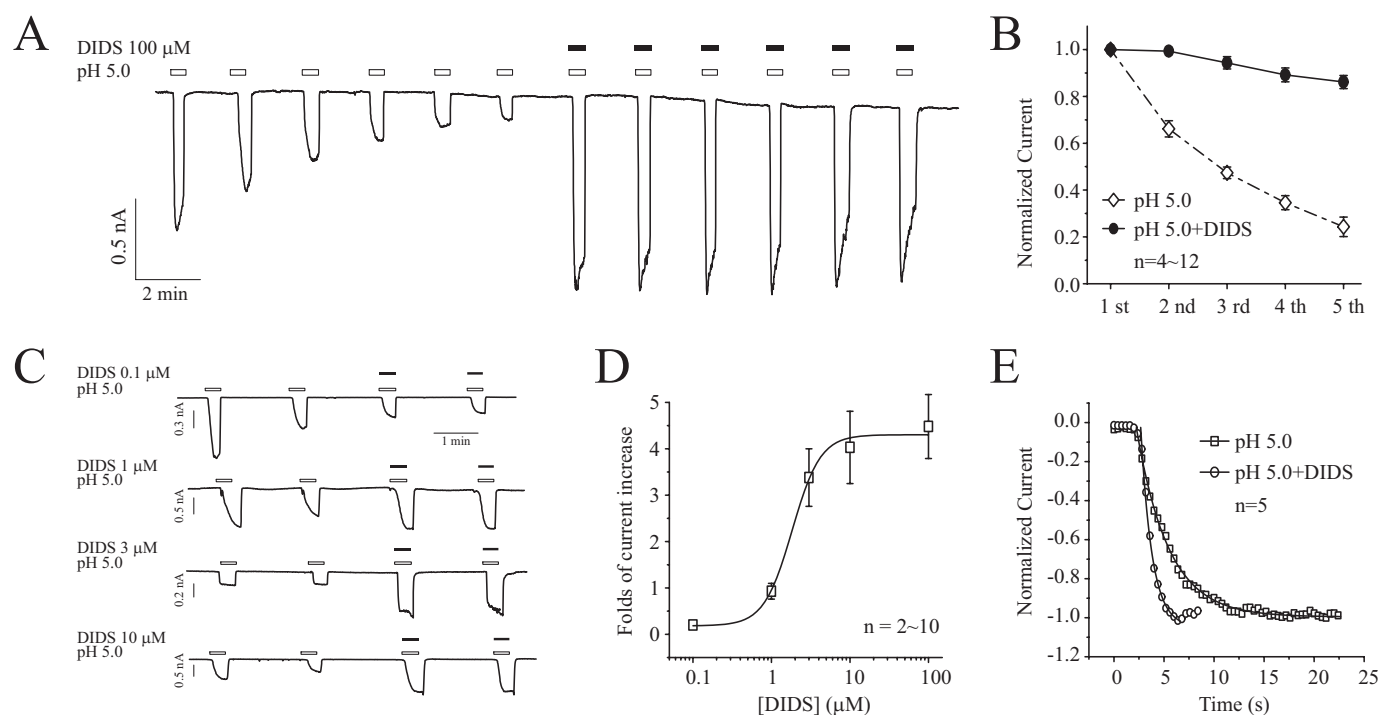 A
DIDS 100 μM
pH 5.0
0.5 nA
2 min
B
Normalized Current
1.0
0.8
0.6
0.4
0.2
0.0
pH 5.0
pH 5.0+DIDS
n=4~12
1 st 2 nd 3 rd 4 th 5 th
C
DIDS 0.1 μM
pH 5.0
0.3 nA
1 min
DIDS 1 μM
pH 5.0
0.5 nA
DIDS 3 μM
pH 5.0
0.2 nA
DIDS 10 μM
pH 5.0
0.5 nA
D
Folds of current increase
5
4
3
2
1
0
n = 2~10
0.1 1 10 100
[DIDS] (μM)
E
Normalized Current
0.0
-0.2
-0.4
-0.6
-0.8
-1.0
-1.2
pH 5.0
pH 5.0+DIDS
n=5
0 5 10 15 20 25
Time (s)